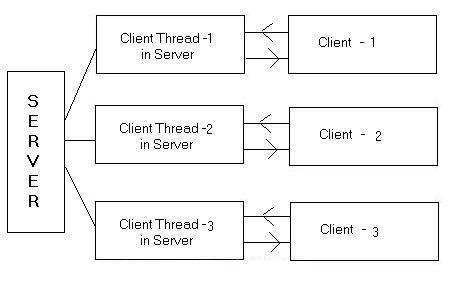 SERVER
Client Thread -1
in Server
Client - 1
Client Thread -2
in Server
Client - 2
Client Thread -3
in Server
Client - 3